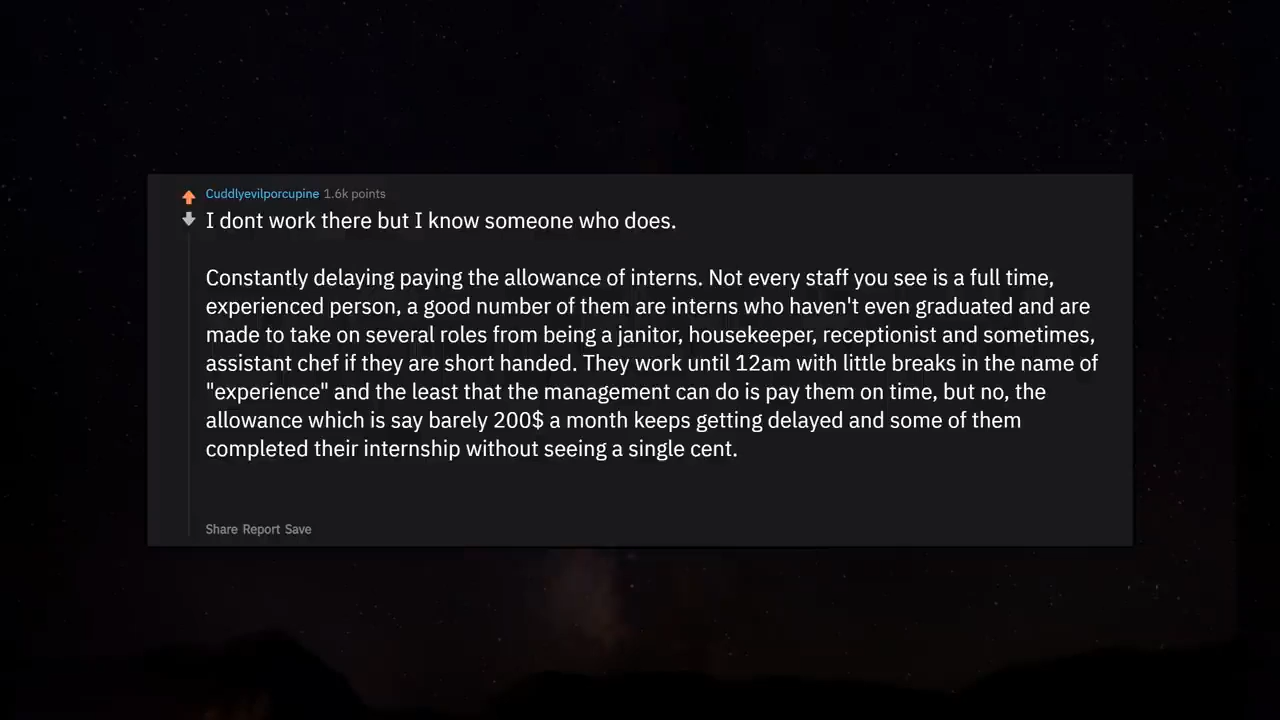 Cuddlyevilporcupine 1.6k points
I dont work there but I know someone who does.
Constantly delaying paying the allowance of interns. Not every staff you see is a full time,
experienced person, a good number of them are interns who haven't even graduated and are
made to take on several roles from being a janitor, housekeeper, receptionist and sometimes,
assistant chef if they are short handed. They work until 12am with little breaks in the name of
"experience" and the least that the management can do is pay them on time, but no, the
allowance which is say barely 200$ a month keeps getting delayed and some of them
completed their internship without seeing a single cent.
Share Report Save